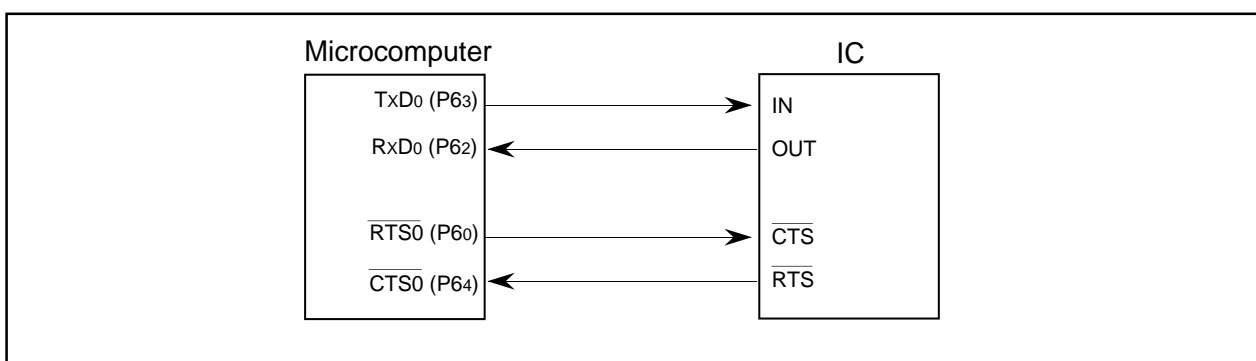 Microcomputer IC
TxD0 (P63) IN
RxD0 (P62) OUT
RTS0 (P60) CTS
CTS0 (P64) RTS